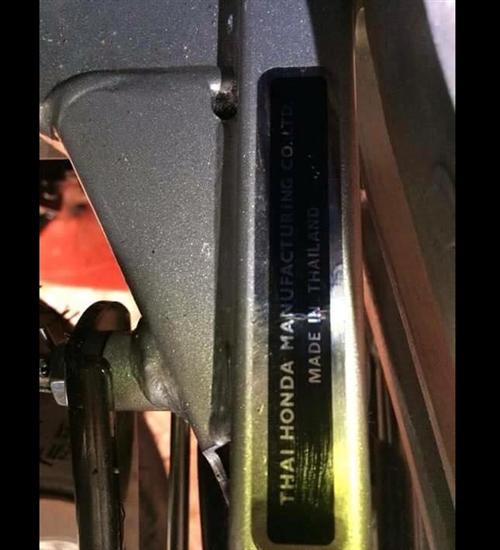 THAI HONDA MANUFACTURING CO. LTD.
MADE IN THAILAND